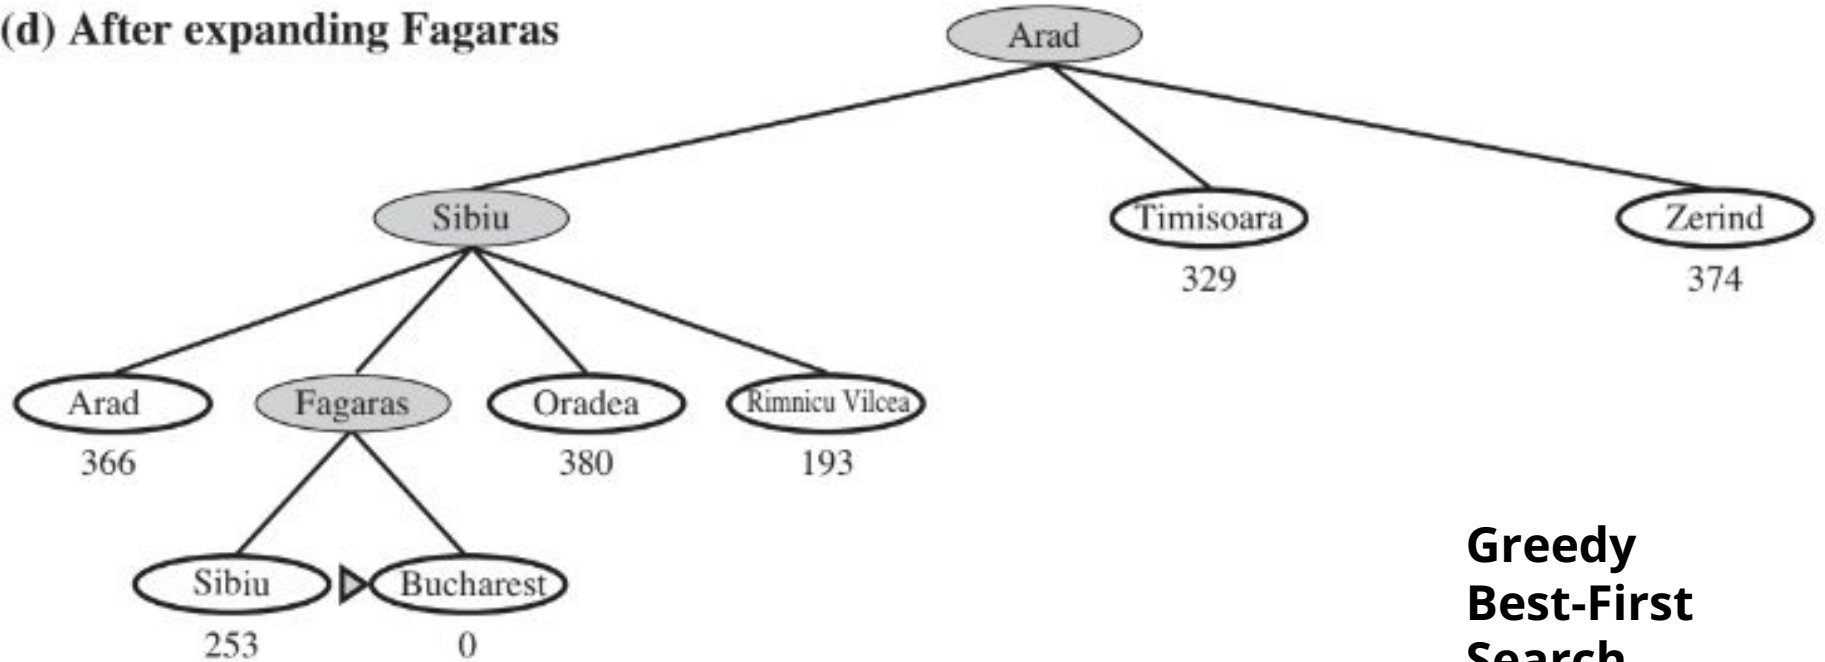 (d) After expanding Fagaras
Arad
Sibiu
Timisoara
Zerind
329
374
Arad
Fagaras
Oradea
Rimnicu Vilcea
366
380
193
Sibiu
Bucharest
253
0
Greedy
Best-First
Search